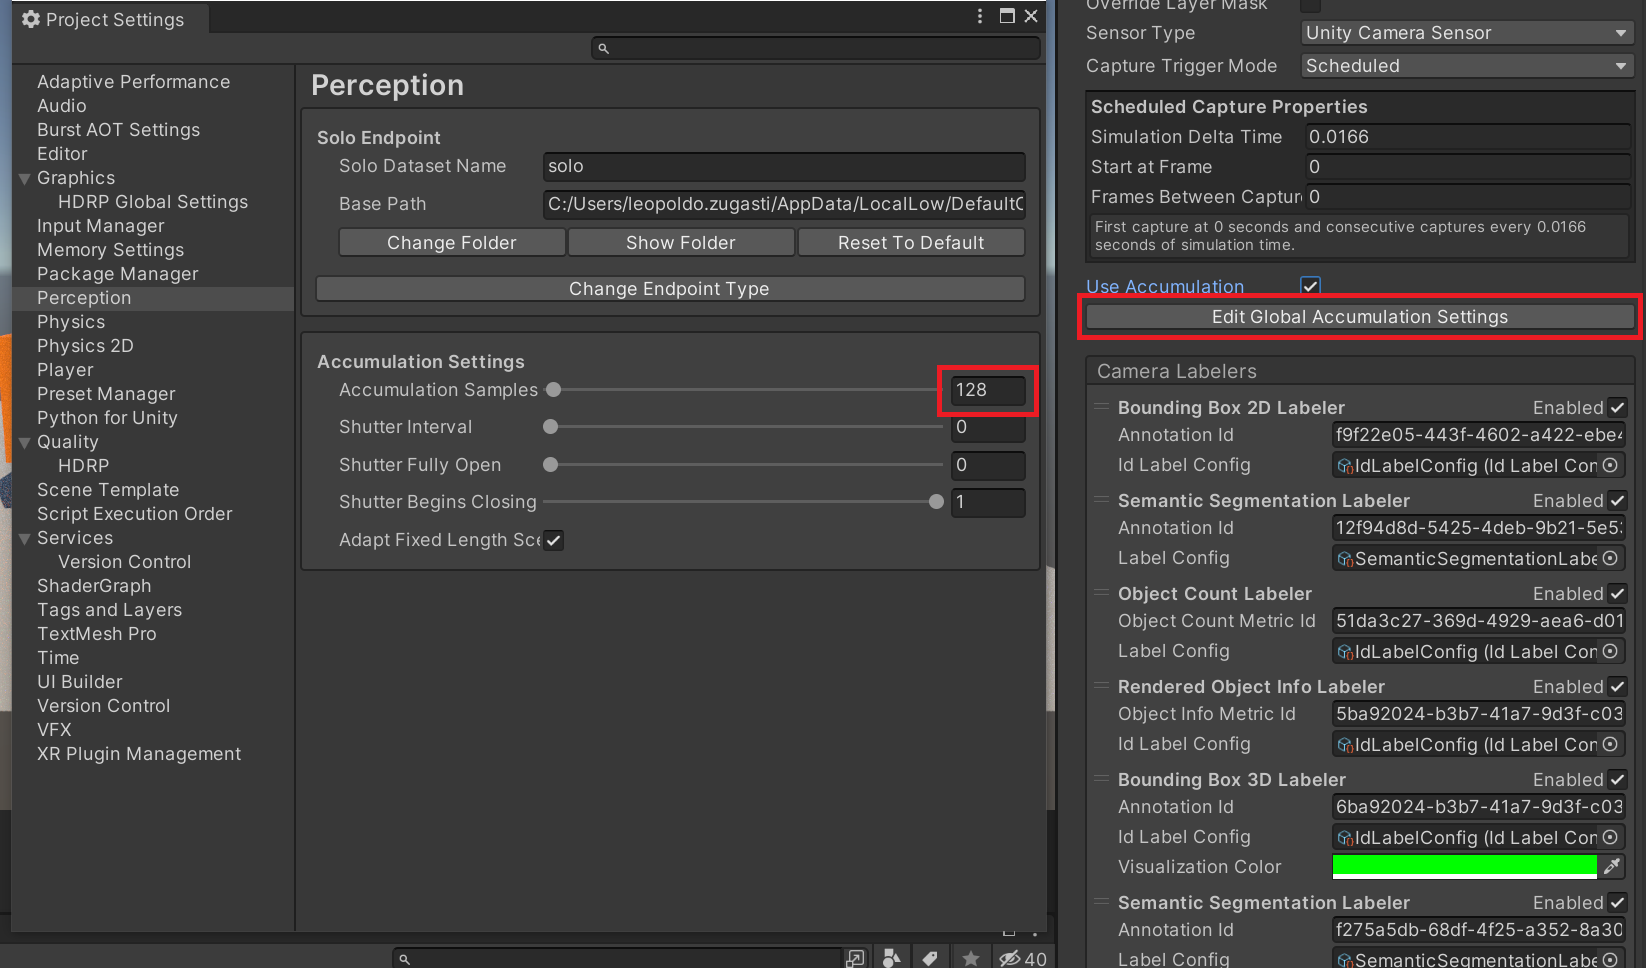 Project Settings
Adaptive Performance
Audio
Burst AOT Settings
Editor
Graphics
HDRP Global Settings
Input Manager
Memory Settings
Package Manager
Perception
Physics
Physics 2D
Player
Preset Manager
Python for Unity
Quality
HDRP
Scene Template
Script Execution Order
Services
Version Control
ShaderGraph
Tags and Layers
TextMesh Pro
Time
UI Builder
Version Control
VFX
XR Plugin Management
Perception
Solo Endpoint
Solo Dataset Name solo
Base Path C:/Users/leopoldo.zugasti/AppData/LocalLow/DefaultC
Change Folder Show Folder Reset To Default
Change Endpoint Type
Accumulation Settings
Accumulation Samples 128
Shutter Interval 0
Shutter Fully Open 0
Shutter Begins Closing 1
Adapt Fixed Length Sce
40
Override Layer Mask
Sensor Type Unity Camera Sensor
Capture Trigger Mode Scheduled
Scheduled Capture Properties
Simulation Delta Time 0.0166
Start at Frame 0
Frames Between Captur 0
First capture at 0 seconds and consecutive captures every 0.0166
seconds of simulation time.
Use Accumulation
Edit Global Accumulation Settings
Camera Labelers
Bounding Box 2D Labeler Enabled
Annotation Id f9f22e05-443f-4602-a422-ebe4
Id Label Config IdLabelConfig (Id Label Con
Semantic Segmentation Labeler Enabled
Annotation Id 12f94d8d-5425-4deb-9b21-5e5
Label Config SemanticSegmentationLabe
Object Count Labeler Enabled
Object Count Metric Id 51da3c27-369d-4929-aea6-d01
Label Config IdLabelConfig (Id Label Con
Rendered Object Info Labeler Enabled
Object Info Metric Id 5ba92024-b3b7-41a7-9d3f-c03
Id Label Config IdLabelConfig (Id Label Con
Bounding Box 3D Labeler Enabled
Annotation Id 6ba92024-b3b7-41a7-9d3f-c03
Id Label Config IdLabelConfig (Id Label Con
Visualization Color
Semantic Segmentation Labeler Enabled
Annotation Id f275a5db-68df-4f25-a352-8a30
Label Config SemanticSegmentationLabe